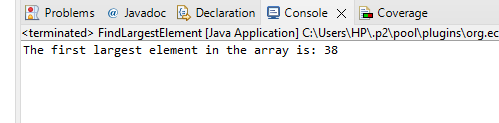 Problems @ Javadoc Declaration Console × Coverage
<terminated> FindLargestElement [Java Application] C:\Users\HP\.p2\pool\plugins\org.ec
The first largest element in the array is: 38